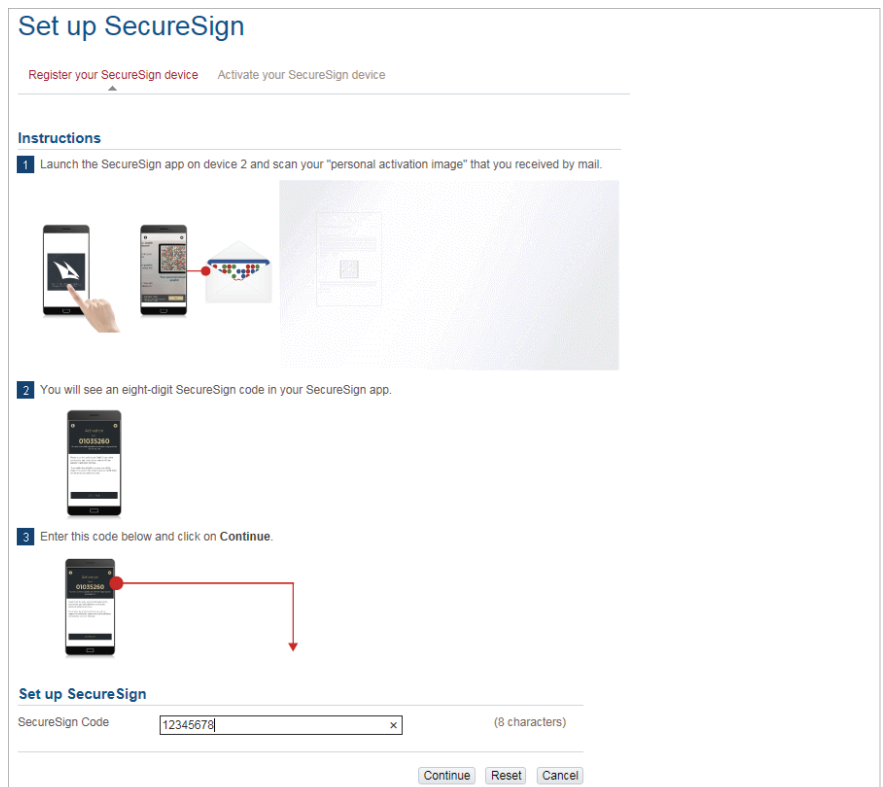 Set up SecureSign
Register your SecureSign device Activate your SecureSign device
Instructions
1 Launch the SecureSign app on device 2 and scan your "personal activation image" that you received by mail.
2 You will see an eight-digit SecureSign code in your SecureSign app.
Activation
01035260
3 Enter this code below and click on Continue.
Activation
01035260
Set up SecureSign
SecureSign Code 12345678 × (8 characters)
Continue Reset Cancel